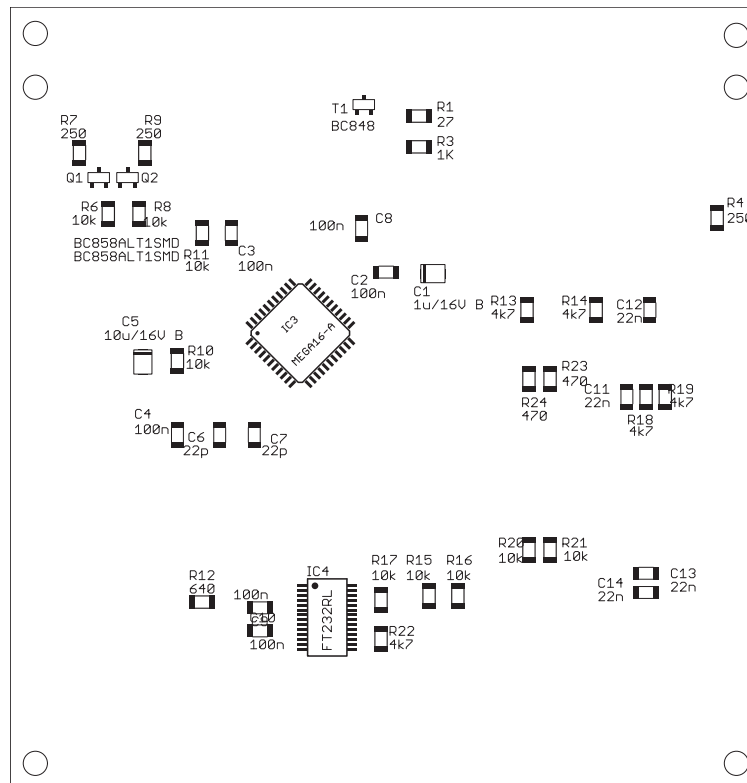 T1
BC848
R1
27
R3
1K
R7
250
R9
250
Q1
Q2
R6
10k
R8
10k
BC858ALT1SMD
BC858ALT1SMD
R11
10k
C3
100n
100n
C8
R4
250
C2
100n
C1
1u/16V B
R13
4k7
R14
4k7
C12
22n
IC3
MEGA16-A
C5
10u/16V B
R10
10k
R23
470
R24
470
C11
22n
R19
4k7
R18
4k7
C4
100n
C6
22p
C7
22p
R20
10k
R21
10k
R12
640
IC4
FT232RL
R17
10k
R15
10k
R16
10k
C13
22n
C14
22n
100n
C10
100n
R22
4k7